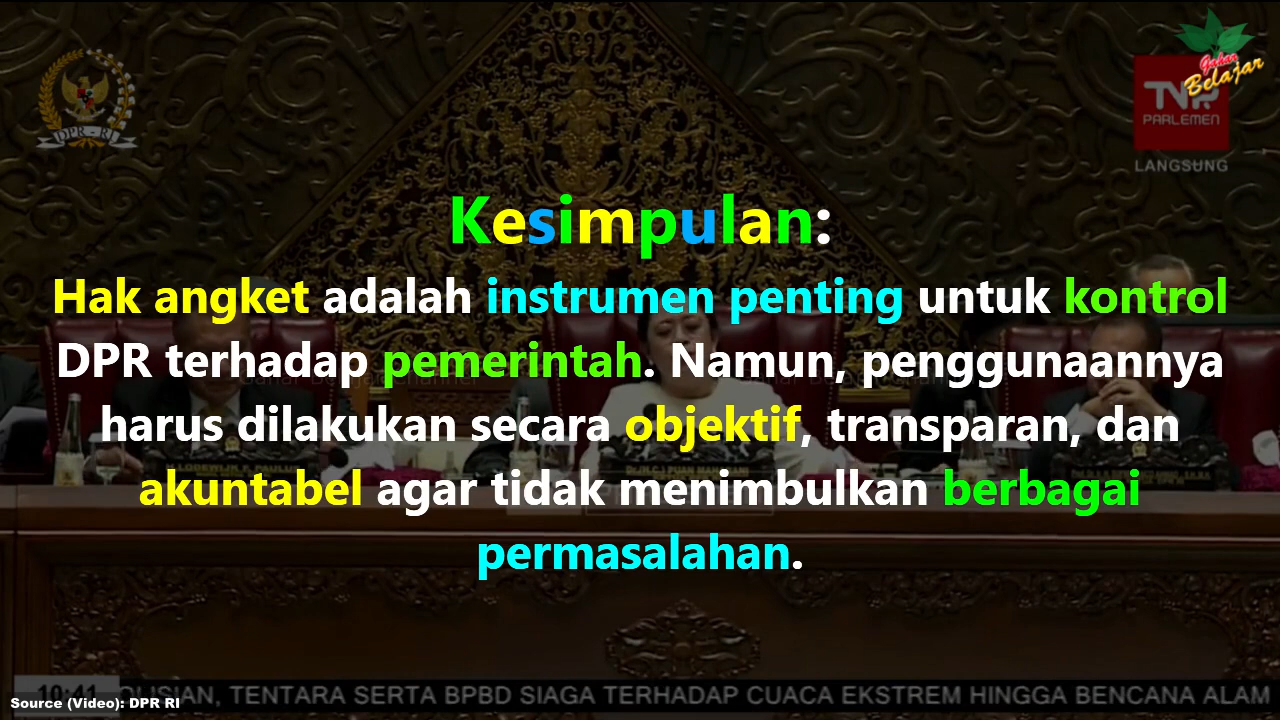 DPR - RI
Gahar
Belajar
TVR
PARLEMEN
LANGSUNG
Kesimpulan:
Hak angket adalah instrumen penting untuk kontrol
DPR terhadap pemerintah. Namun, penggunaannya
harus dilakukan secara objektif, transparan, dan
akuntabel agar tidak menimbulkan berbagai
permasalahan.
10:41
OLISIAN, TENTARA SERTA BPBD SIAGA TERHADAP CUACA EKSTREM HINGGA BENCANA ALAM
Source (Video): DPR RI